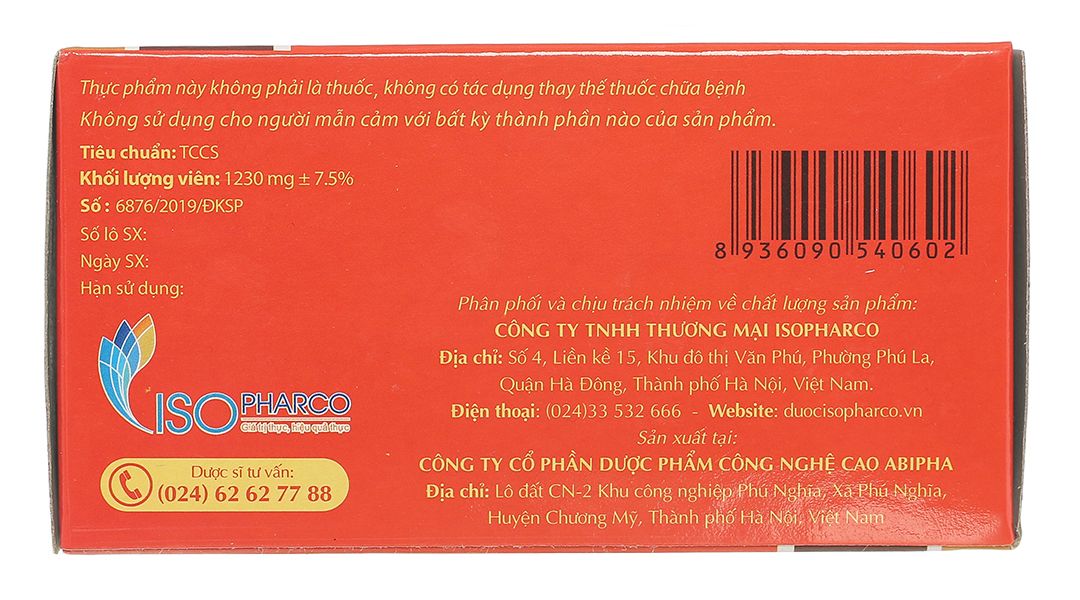 Thực phẩm này không phải là thuốc, không có tác dụng thay thế thuốc chữa bệnh
Không sử dụng cho người mẫn cảm với bất kỳ thành phần nào của sản phẩm.
Tiêu chuẩn: TCCS
Khối lượng viên: 1230 mg ± 7.5%
Số : 6876/2019/ĐKSP
Số lô SX:
Ngày SX:
Hạn sử dụng:
8 936090 540602
ISOPHARCO
Giá trị thực, hiệu quả thực
Dược sĩ tư vấn:
(024) 62 62 77 88
Phân phối và chịu trách nhiệm về chất lượng sản phẩm:
CÔNG TY TNHH THƯƠNG MẠI ISOPHARCO
Địa chỉ: Số 4, Liền kề 15, Khu đô thị Văn Phú, Phường Phú La,
Quận Hà Đông, Thành phố Hà Nội, Việt Nam.
Điện thoại: (024)33 532 666 - Website: duocisopharco.vn
Sản xuất tại:
CÔNG TY CỔ PHẦN DƯỢC PHẨM CÔNG NGHỆ CAO ABIPHA
Địa chỉ: Lô đất CN-2 Khu công nghiệp Phú Nghĩa, Xã Phú Nghĩa,
Huyện Chương Mỹ, Thành phố Hà Nội, Việt Nam